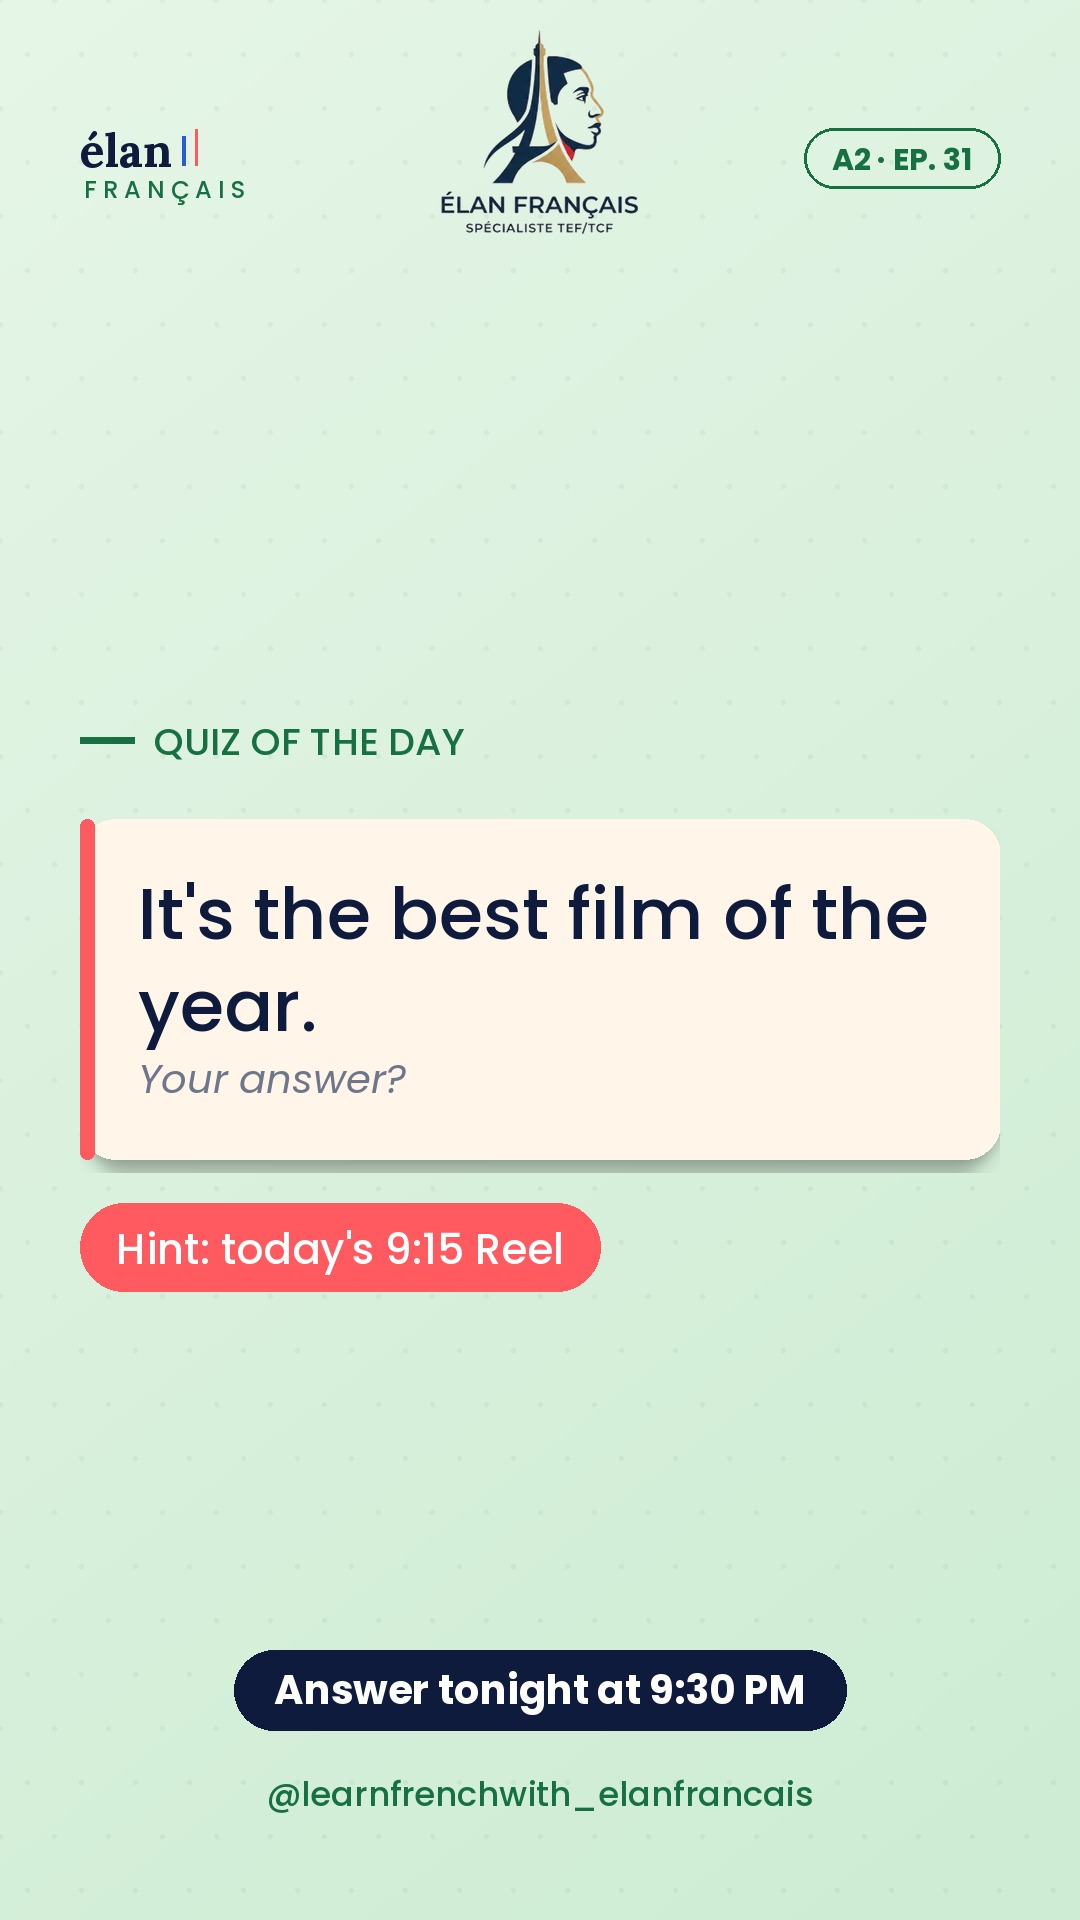 élan
FRANÇAIS
ÉLAN FRANÇAIS
SPÉCIALISTE TEF/TCF
A2 · EP. 31
QUIZ OF THE DAY
It's the best film of the
year.
Your answer?
Hint: today's 9:15 Reel
Answer tonight at 9:30 PM
@learnfrenchwith_elanfrancais